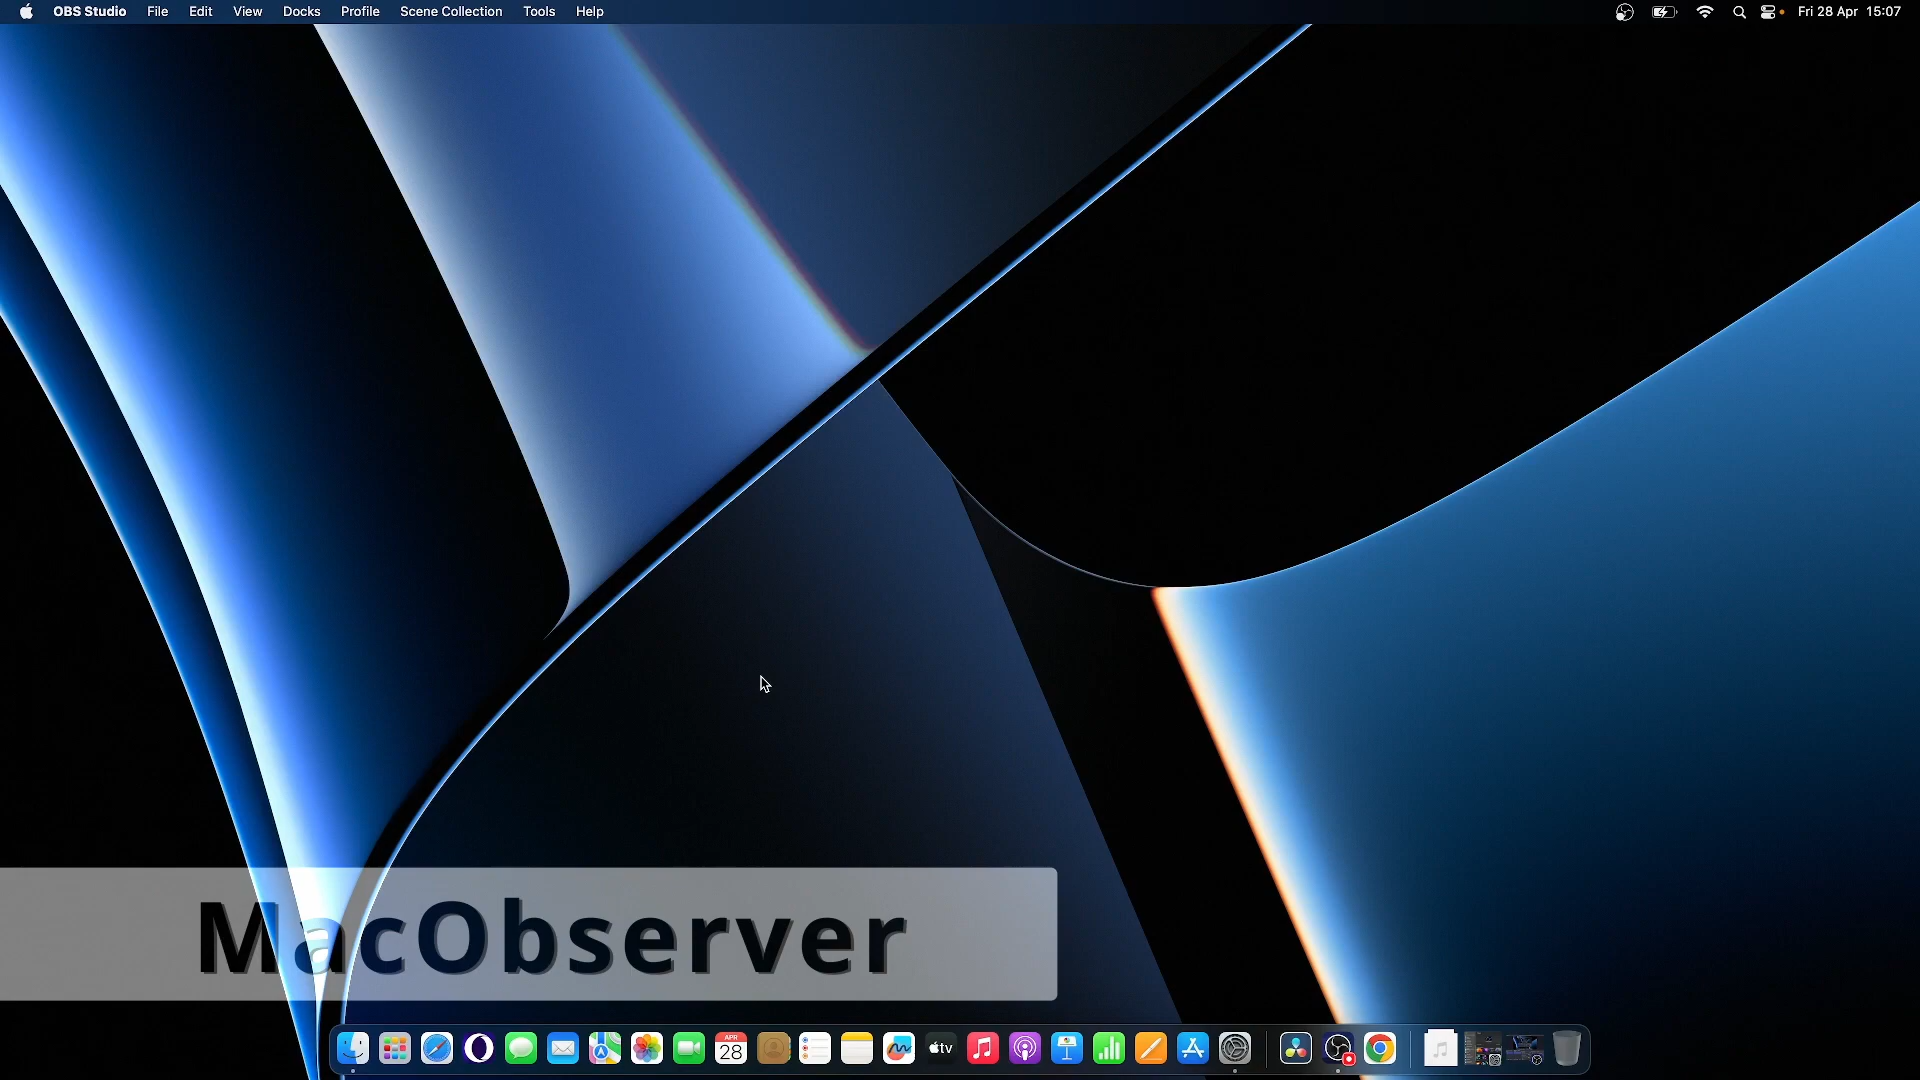 OBS Studio File Edit View Docks Profile Scene Collection Tools Help Fri 28 Apr 15:07
MacObserver
APR
28
tv